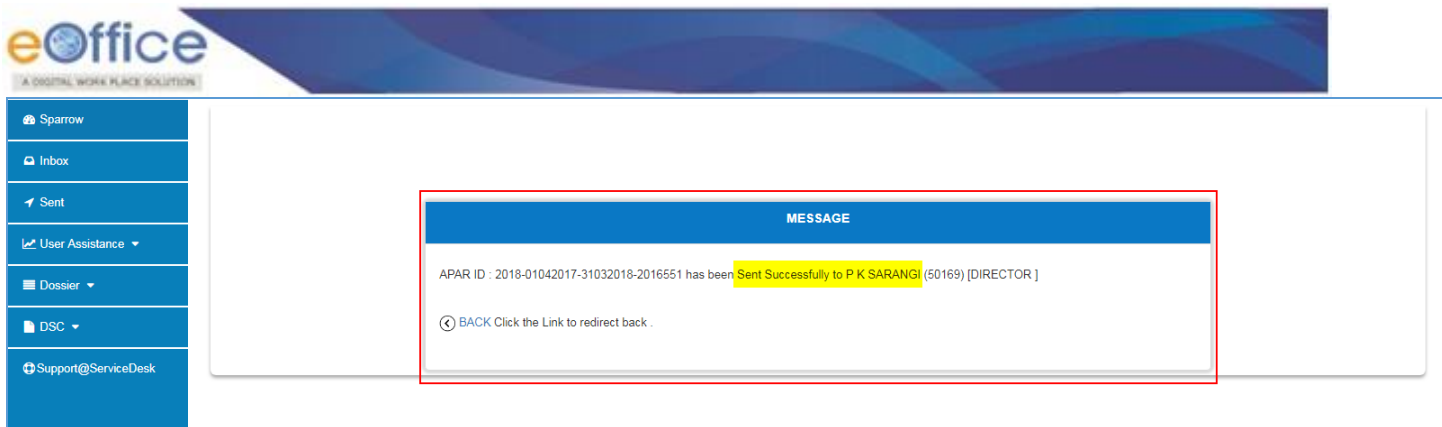 eOffice
A DIGITAL WORK PLACE SOLUTION
Sparrow
Inbox
Sent
User Assistance
Dossier
DSC
Support@ServiceDesk
MESSAGE
APAR ID : 2018-01042017-31032018-2016551 has been Sent Successfully to P K SARANGI (50169) [DIRECTOR ]
BACK Click the Link to redirect back .